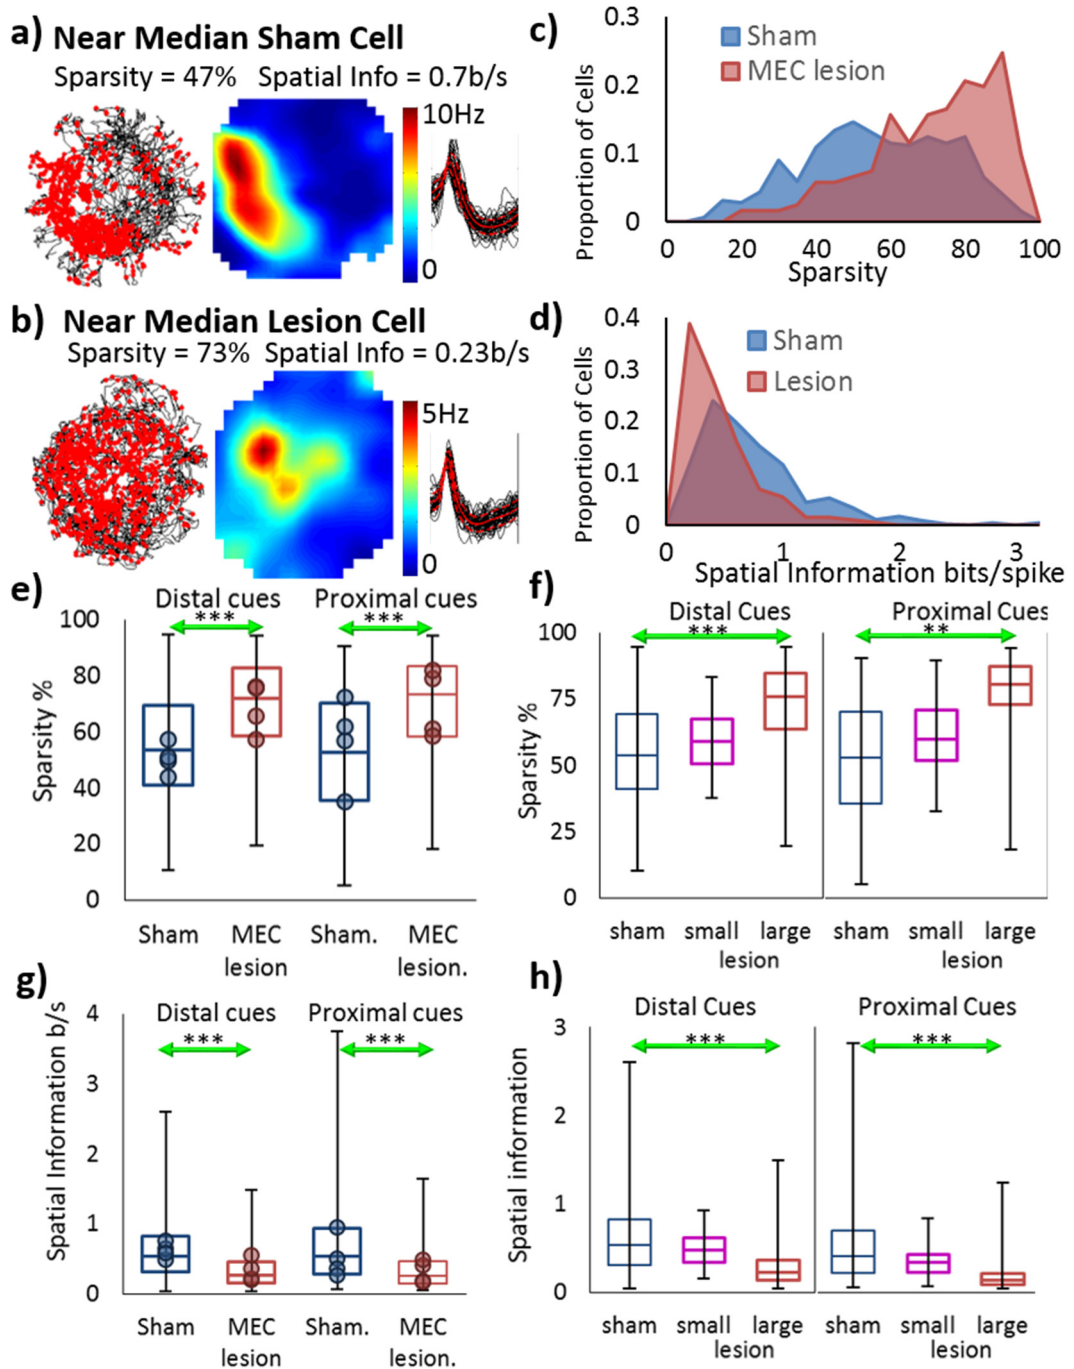 a) Near Median Sham Cell
Sparsity = 47% Spatial Info = 0.7b/s
10Hz
0
b) Near Median Lesion Cell
Sparsity = 73% Spatial Info = 0.23b/s
5Hz
0
c)
0.3
0.2
0.1
0
Proportion of Cells
Sham
MEC lesion
0 20 40 60 80 100
Sparsity
d)
0.4
0.3
0.2
0.1
0
Proportion of Cells
Sham
Lesion
0 1 2 3
Spatial Information bits/spike
e)
Distal cues Proximal cues
*** ***
100
80
60
40
20
0
Sparsity %
Sham MEC Sham. MEC
lesion lesion.
f)
Distal Cues Proximal Cues
*** **
100
75
50
25
0
Sparsity %
sham small large sham small large
lesion lesion
g)
Distal cues Proximal cues
*** ***
4
3
2
1
0
Spatial Information b/s
Sham MEC Sham. MEC
lesion lesion.
h)
Distal Cues Proximal Cues
*** ***
3
2
1
0
Spatial information
sham small large sham small large
lesion lesion